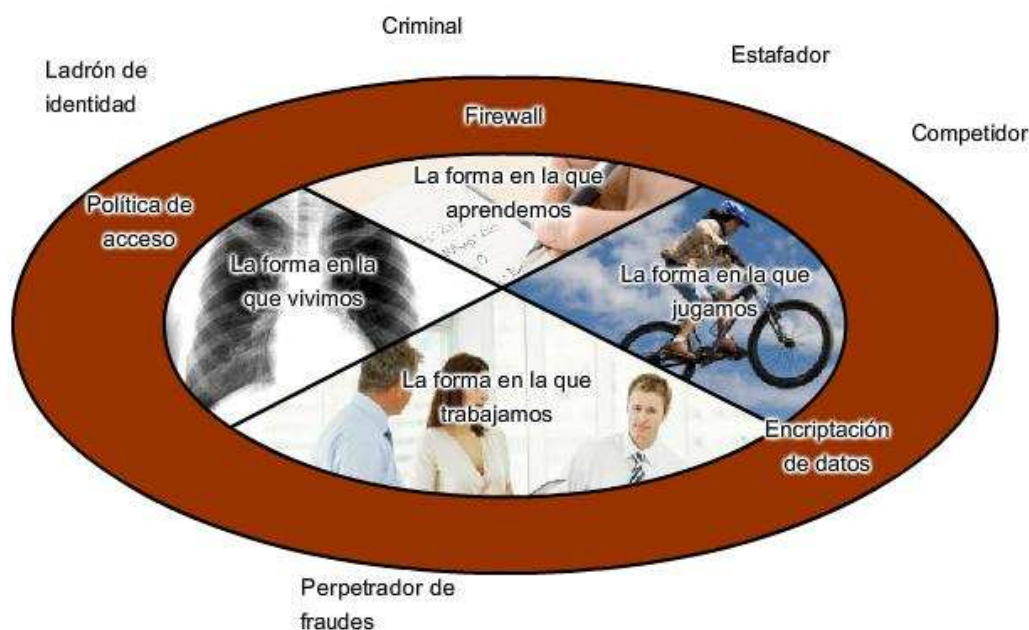 Criminal
Estafador
Ladrón de
identidad
Firewall
Competidor
La forma en la que
aprendemos
Política de
acceso
La forma en la
que vivimos
La forma en la que
jugamos
La forma en la que
trabajamos
Encriptación
de datos
Perpetrador de
fraudes